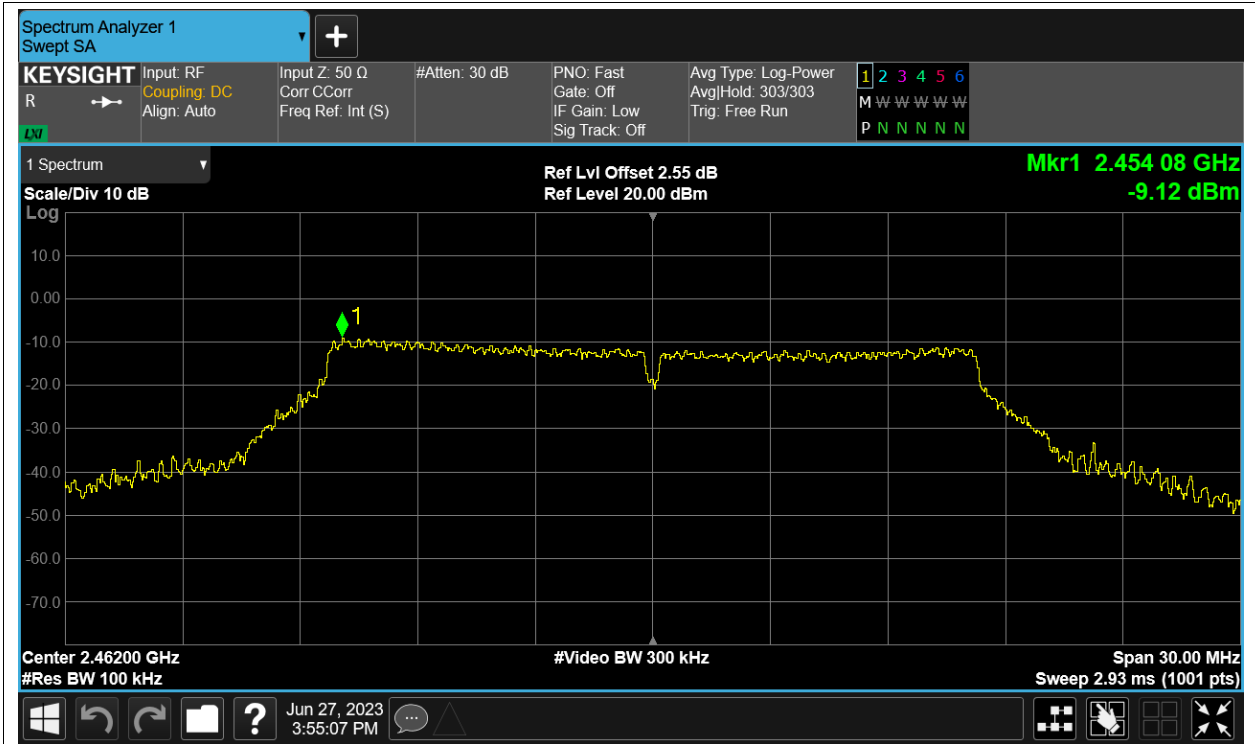 Spectrum Analyzer 1
Swept SA
KEYSIGHT
R
LXI
Input: RF
Coupling: DC
Align: Auto
Input Z: 50 Ω
Corr CCorr
Freq Ref: Int (S)
#Atten: 30 dB
PNO: Fast
Gate: Off
IF Gain: Low
Sig Track: Off
Avg Type: Log-Power
Avg|Hold: 303/303
Trig: Free Run
1 2 3 4 5 6
M W W W W W
P N N N N N
1 Spectrum
Scale/Div 10 dB
Ref Lvl Offset 2.55 dB
Ref Level 20.00 dBm
Mkr1 2.454 08 GHz
-9.12 dBm
Log
10.0
0.00
1
-10.0
-20.0
-30.0
-40.0
-50.0
-60.0
-70.0
Center 2.46200 GHz
#Video BW 300 kHz
Span 30.00 MHz
#Res BW 100 kHz
Sweep 2.93 ms (1001 pts)
?
Jun 27, 2023
3:55:07 PM